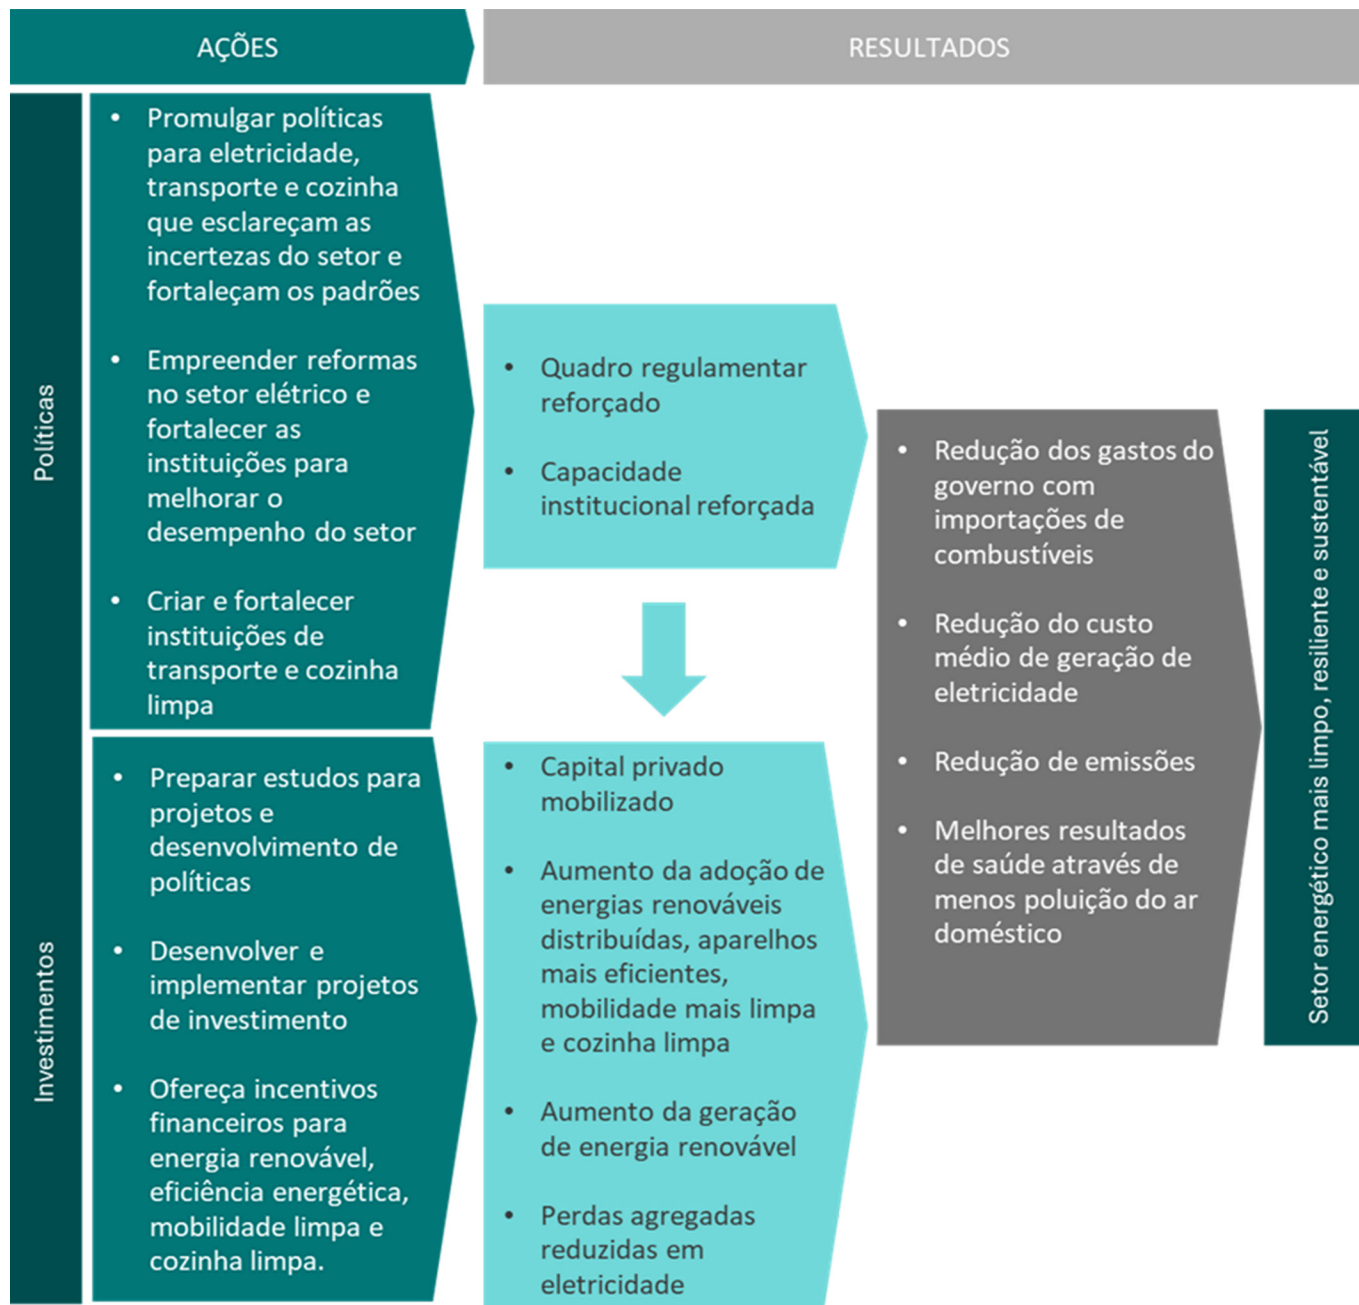 AÇÕES
RESULTADOS
Políticas
• Promulgar políticas
para eletricidade,
transporte e cozinha
que esclareçam as
incertezas do setor e
fortaleçam os padrões
• Empreender reformas
no setor elétrico e
fortalecer as
instituições para
melhorar o
desempenho do setor
• Criar e fortalecer
instituições de
transporte e cozinha
limpa
Investimentos
• Preparar estudos para
projetos e
desenvolvimento de
políticas
• Desenvolver e
implementar projetos
de investimento
• Ofereça incentivos
financeiros para
energia renovável,
eficiência energética,
mobilidade limpa e
cozinha limpa.
• Quadro regulamentar
reforçado
• Capacidade
institucional reforçada
• Capital privado
mobilizado
• Aumento da adoção de
energias renováveis
distribuídas, aparelhos
mais eficientes,
mobilidade mais limpa
e cozinha limpa
• Aumento da geração
de energia renovável
• Perdas agregadas
reduzidas em
eletricidade
• Redução dos gastos do
governo com
importações de
combustíveis
• Redução do custo
médio de geração de
eletricidade
• Redução de emissões
• Melhores resultados
de saúde através de
menos poluição do ar
doméstico
Setor energético mais limpo, resiliente e sustentável